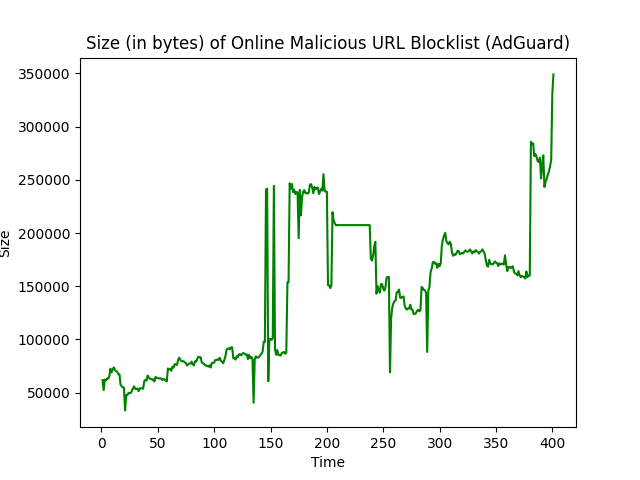 Size (in bytes) of Online Malicious URL Blocklist (AdGuard)
350000
300000
250000
200000
150000
100000
50000
Size
0 50 100 150 200 250 300 350 400
Time